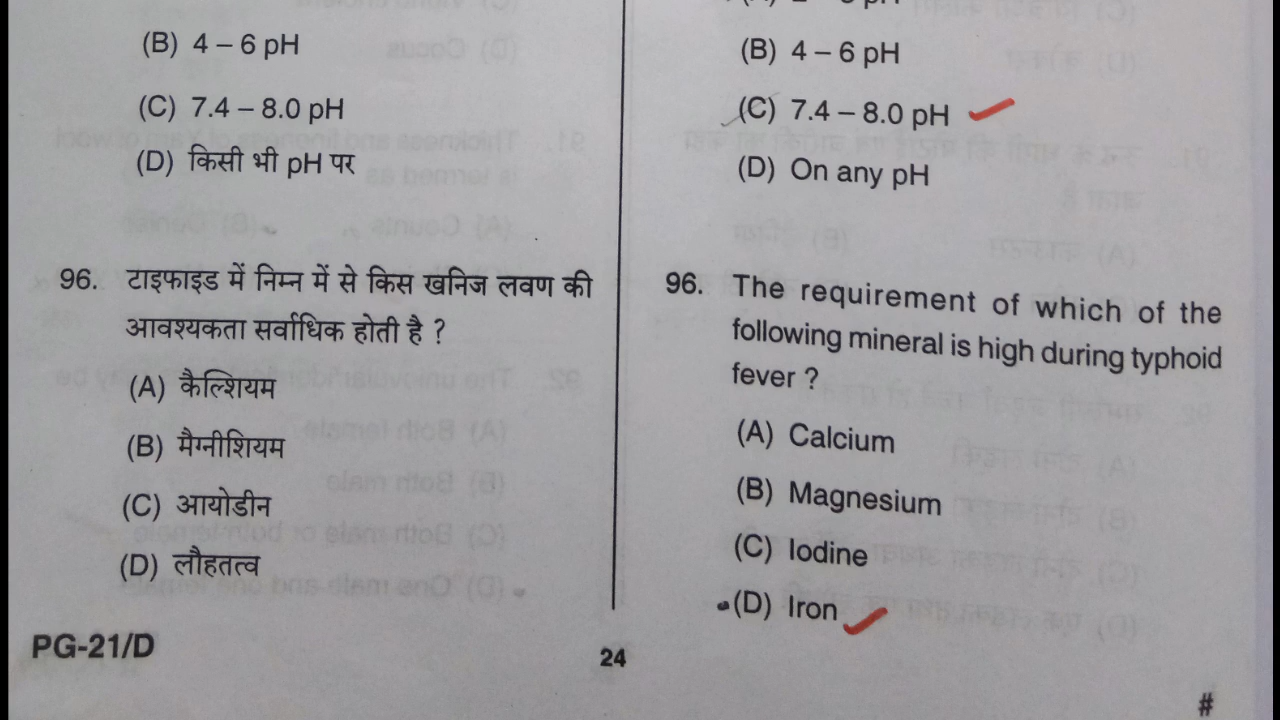 (B) 4 – 6 pH
(C) 7.4 – 8.0 pH
(D) किसी भी pH पर
96. टाइफाइड में निम्न में से किस खनिज लवण की
आवश्यकता सर्वाधिक होती है ?
(A) कैल्शियम
(B) मैग्नीशियम
(C) आयोडीन
(D) लौहतत्व
(B) 4 – 6 pH
(C) 7.4 – 8.0 pH
(D) On any pH
96. The requirement of which of the
following mineral is high during typhoid
fever ?
(A) Calcium
(B) Magnesium
(C) Iodine
(D) Iron
PG-21/D
24
#